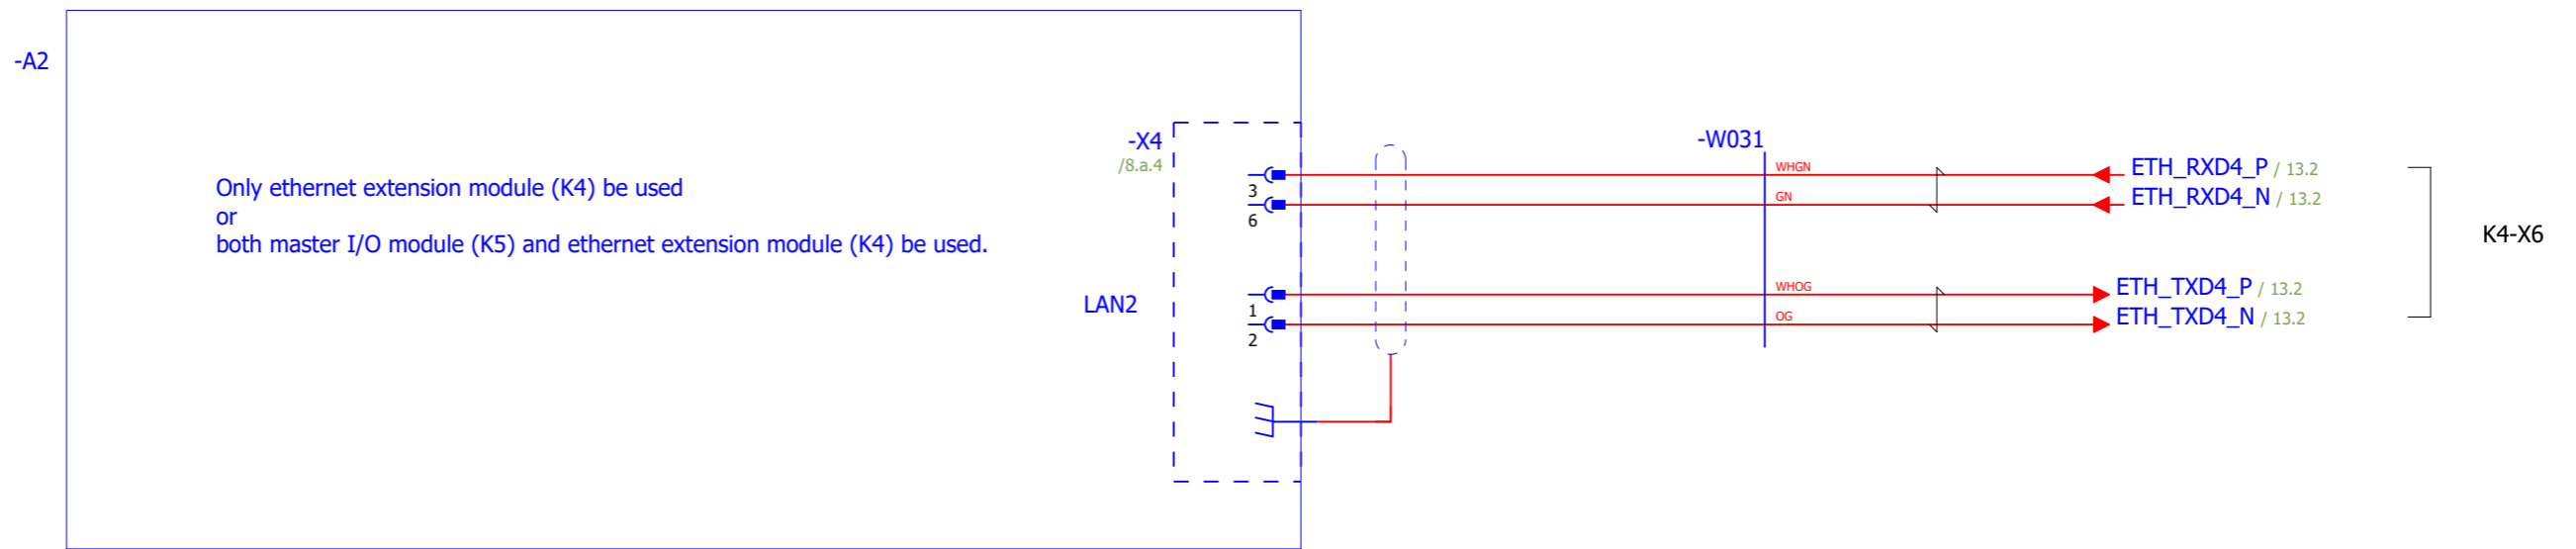 -A2
Only ethernet extension module (K4) be used
or
both master I/O module (K5) and ethernet extension module (K4) be used.
-X4
/8.a.4
LAN2
3
6
1
2
-W031
WHGN
GN
WHOG
OG
ETH_RXD4_P / 13.2
ETH_RXD4_N / 13.2
ETH_TXD4_P / 13.2
ETH_TXD4_N / 13.2
K4-X6